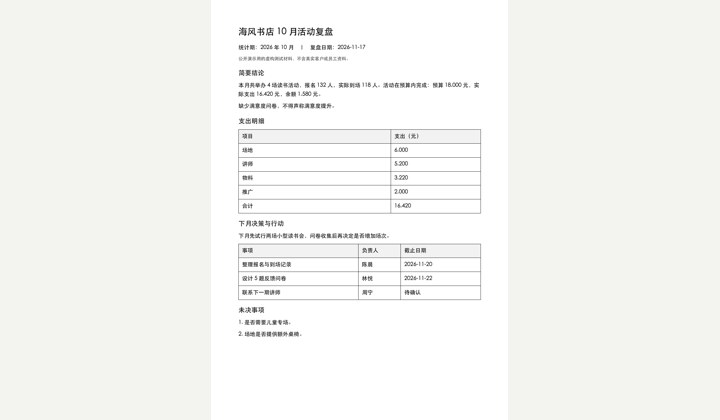 海风书店 10 月活动复盘
统计期：2026 年 10 月 | 复盘日期：2026-11-17
公开演示用的虚构测试材料，不含真实客户或员工资料。
简要结论
本月共举办 4 场读书活动，报名 132 人，实际到场 118 人。活动在预算内完成：预算 18,000 元，实
际支出 16,420 元，余额 1,580 元。
缺少满意度问卷，不得声称满意度提升。
支出明细
项目 支出（元）
场地 6,000
讲师 5,200
物料 3,220
推广 2,000
合计 16,420
下月决策与行动
下月先试行两场小型读书会，问卷收集后再决定是否增加场次。
事项 负责人 截止日期
整理报名与到场记录 陈晨 2026-11-20
设计 5 题反馈问卷 林悦 2026-11-22
联系下一期讲师 周宁 待确认
未决事项
1. 是否需要儿童专场。
2. 场地是否提供额外桌椅。